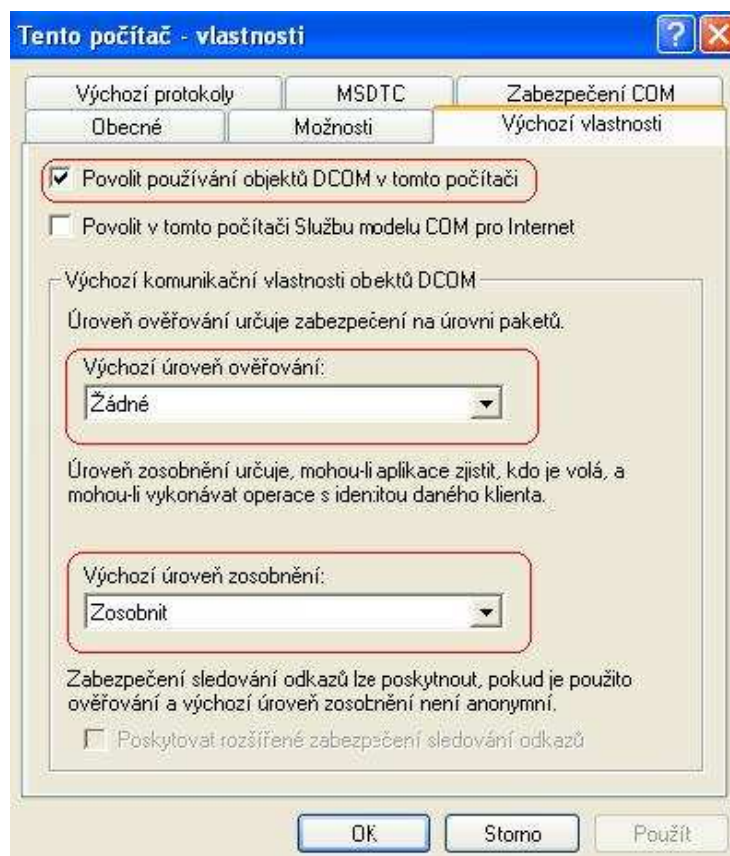 Tento počítač - vlastnosti
Výchozí protokoly MSDTC Zabezpečení COM
Obecné Možnosti Výchozí vlastnosti
Povolit používání objektů DCOM v tomto počítači
Povolit v tomto počítači Službu modelu COM pro Internet
Výchozí komunikační vlastnosti obektů DCOM
Úroveň ověřování určuje zabezpečení na úrovni paketů.
Výchozí úroveň ověřování:
Žádné
Úroveň zosobnění určuje, mohou-li aplikace zjistit, kdo je volá, a
mohou-li vykonávat operace s identitou daného klienta.
Výchozí úroveň zosobnění:
Zosobnit
Zabezpečení sledování odkazů lze poskytnout, pokud je použito
ověřování a výchozí úroveň zosobnění není anonymní.
Poskytovat rozšířené zabezpečení sledování odkazů
OK Storno Použít